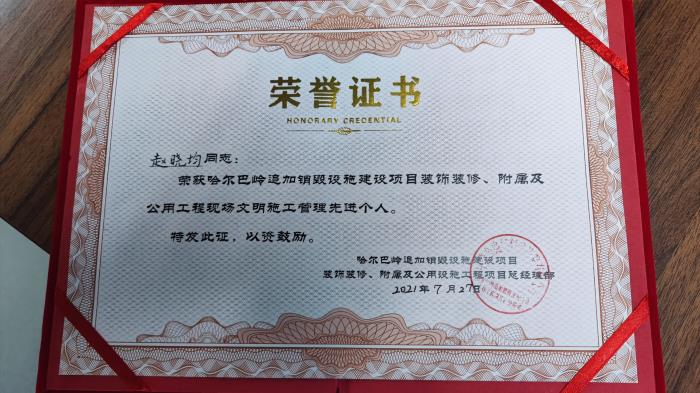 荣誉证书
HONORARY CREDENTIAL
赵晓均同志：
荣获哈尔巴岭追加销毁设施建设项目装饰装修、附属及
公用工程现场文明施工管理先进个人。
特发此证，以资鼓励。
哈尔巴岭追加销毁设施建设项目
装饰装修、附属及公用设施工程项目总经理部
2021年7月27日